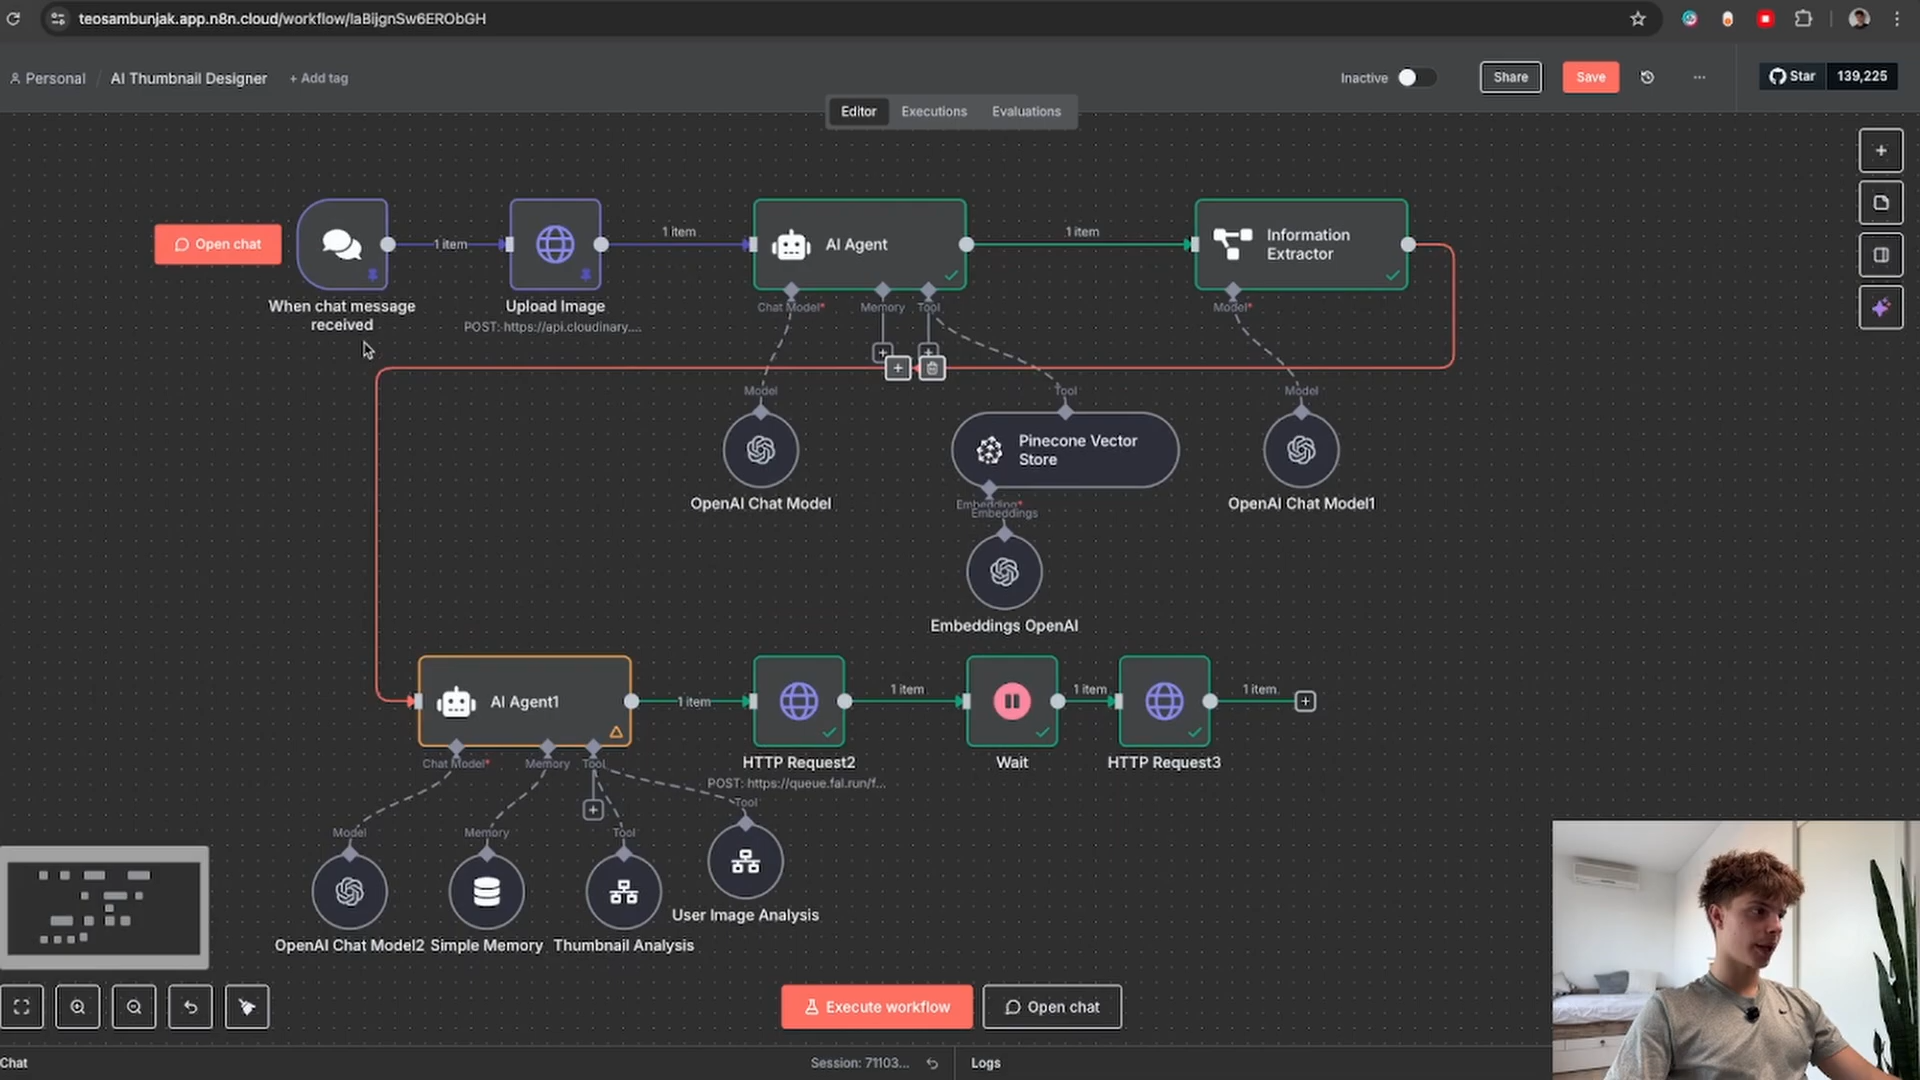 teosambunjak.app.n8n.cloud/workflow/IaBijgnSw6ERObGH
Personal / AI Thumbnail Designer + Add tag
Inactive
Share
Save
Star 139,225
Editor Executions Evaluations
Open chat
1 item
1 item
AI Agent
1 item
Information
Extractor
When chat message
received
Upload Image
POST: https://api.cloudinary....
Chat Model*
Memory
Tool
Model*
Model
Tool
Model
Pinecone Vector
Store
OpenAI Chat Model
OpenAI Chat Model1
Embedding*
Embeddings
Embeddings OpenAI
AI Agent1
1 item
1 item
1 item
1 item
Chat Model*
Memory
Tool
HTTP Request2
POST: https://queue.fal.run/f...
Wait
HTTP Request3
Tool
Model
Memory
Tool
User Image Analysis
OpenAI Chat Model2
Simple Memory
Thumbnail Analysis
Execute workflow
Open chat
Chat
Session: 71103...
Logs